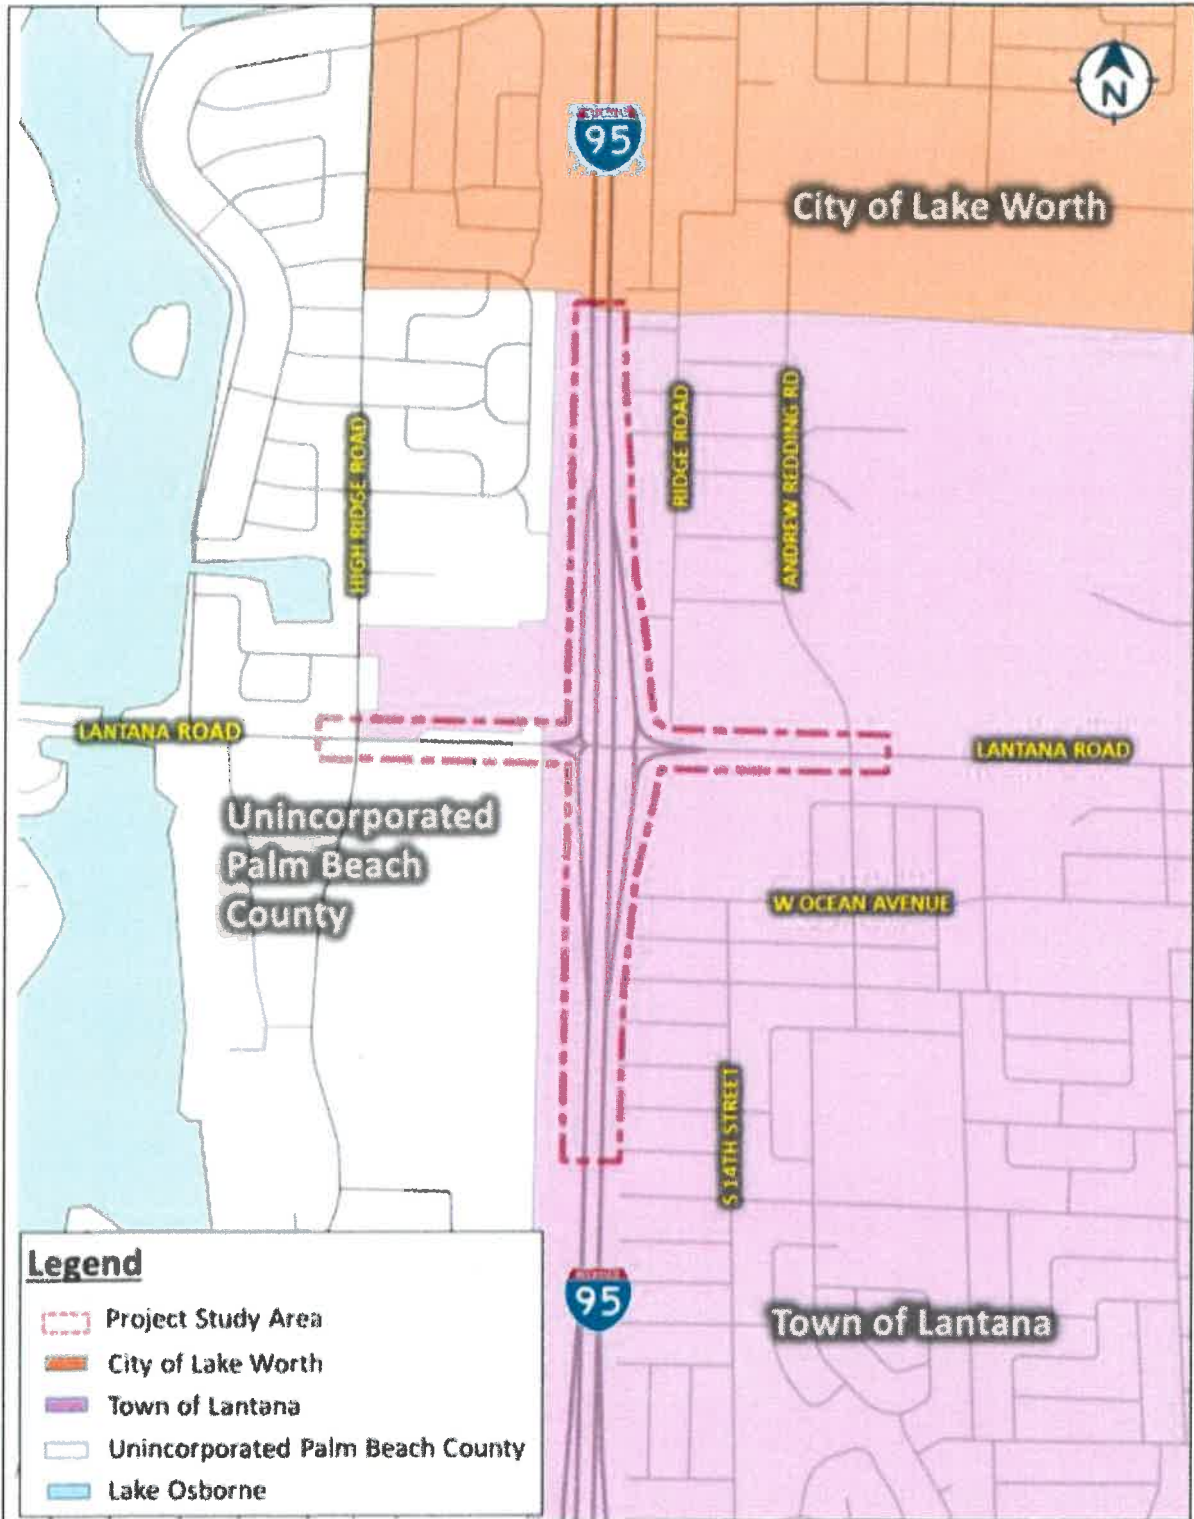 N
95
City of Lake Worth
HIGH RIDGE ROAD
RIDGE ROAD
ANDREW REDDING RD
LANTANA ROAD
LANTANA ROAD
Unincorporated
Palm Beach
County
W OCEAN AVENUE
S 14TH STREET
95
Town of Lantana
Legend
Project Study Area
City of Lake Worth
Town of Lantana
Unincorporated Palm Beach County
Lake Osborne